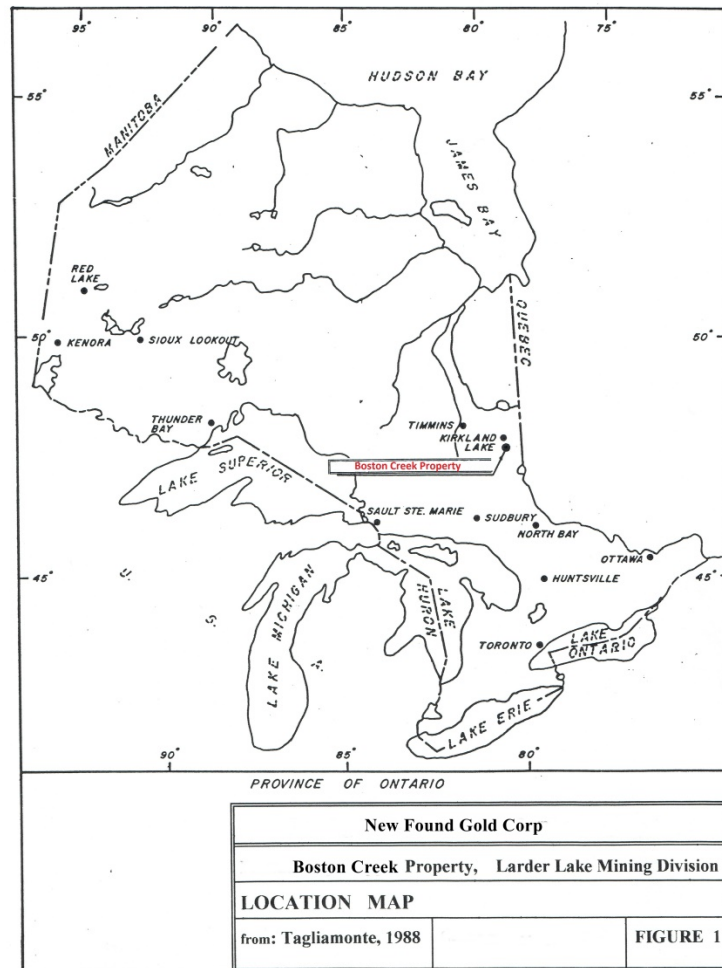 95° 90° 85° 80° 75°
HUDSON BAY
55° 55°
MANITOBA
JAMES BAY
RED
LAKE
QUEBEC
50° 50°
KENORA SIOUX LOOKOUT
THUNDER
BAY
TIMMINS
KIRKLAND
LAKE
Boston Creek Property
LAKE SUPERIOR
SAULT STE. MARIE SUDBURY
NORTH BAY
OTTAWA
45° 45°
HUNTSVILLE
U. S. A.
LAKE MICHIGAN
LAKE
HURON
TORONTO
LAKE
ONTARIO
LAKE ERIE
90° 85° 80°
PROVINCE OF ONTARIO
New Found Gold Corp
Boston Creek Property, Larder Lake Mining Division
LOCATION MAP
from: Tagliamonte, 1988 FIGURE 1